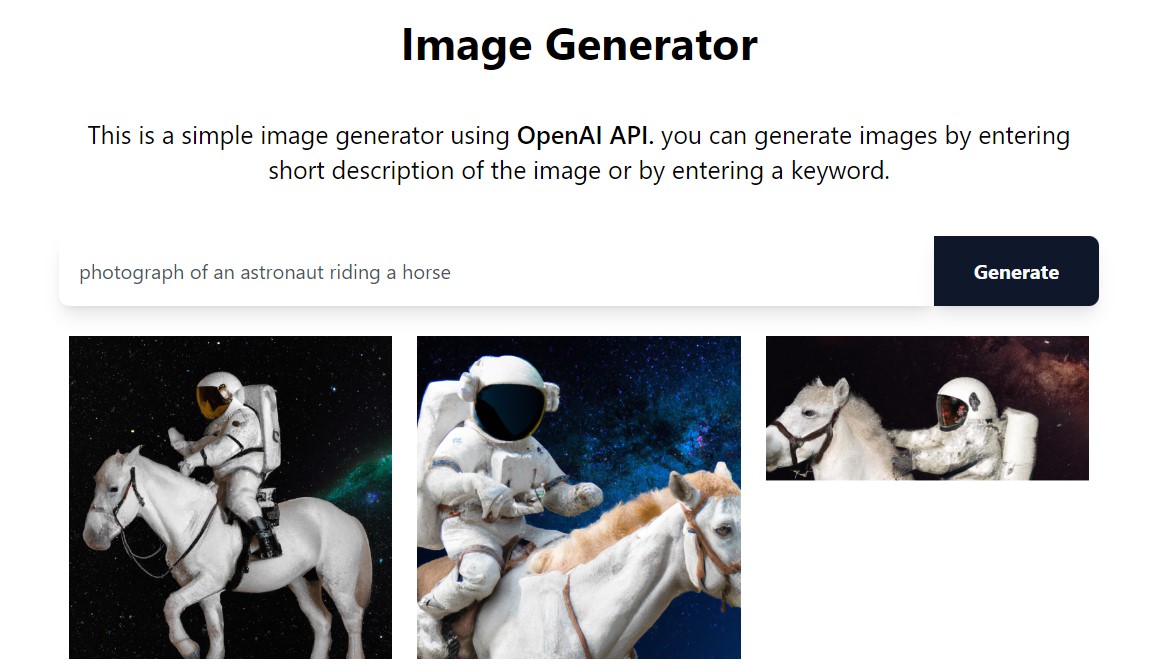 Image Generator
This is a simple image generator using OpenAI API. you can generate images by entering
short description of the image or by entering a keyword.
photograph of an astronaut riding a horse
Generate